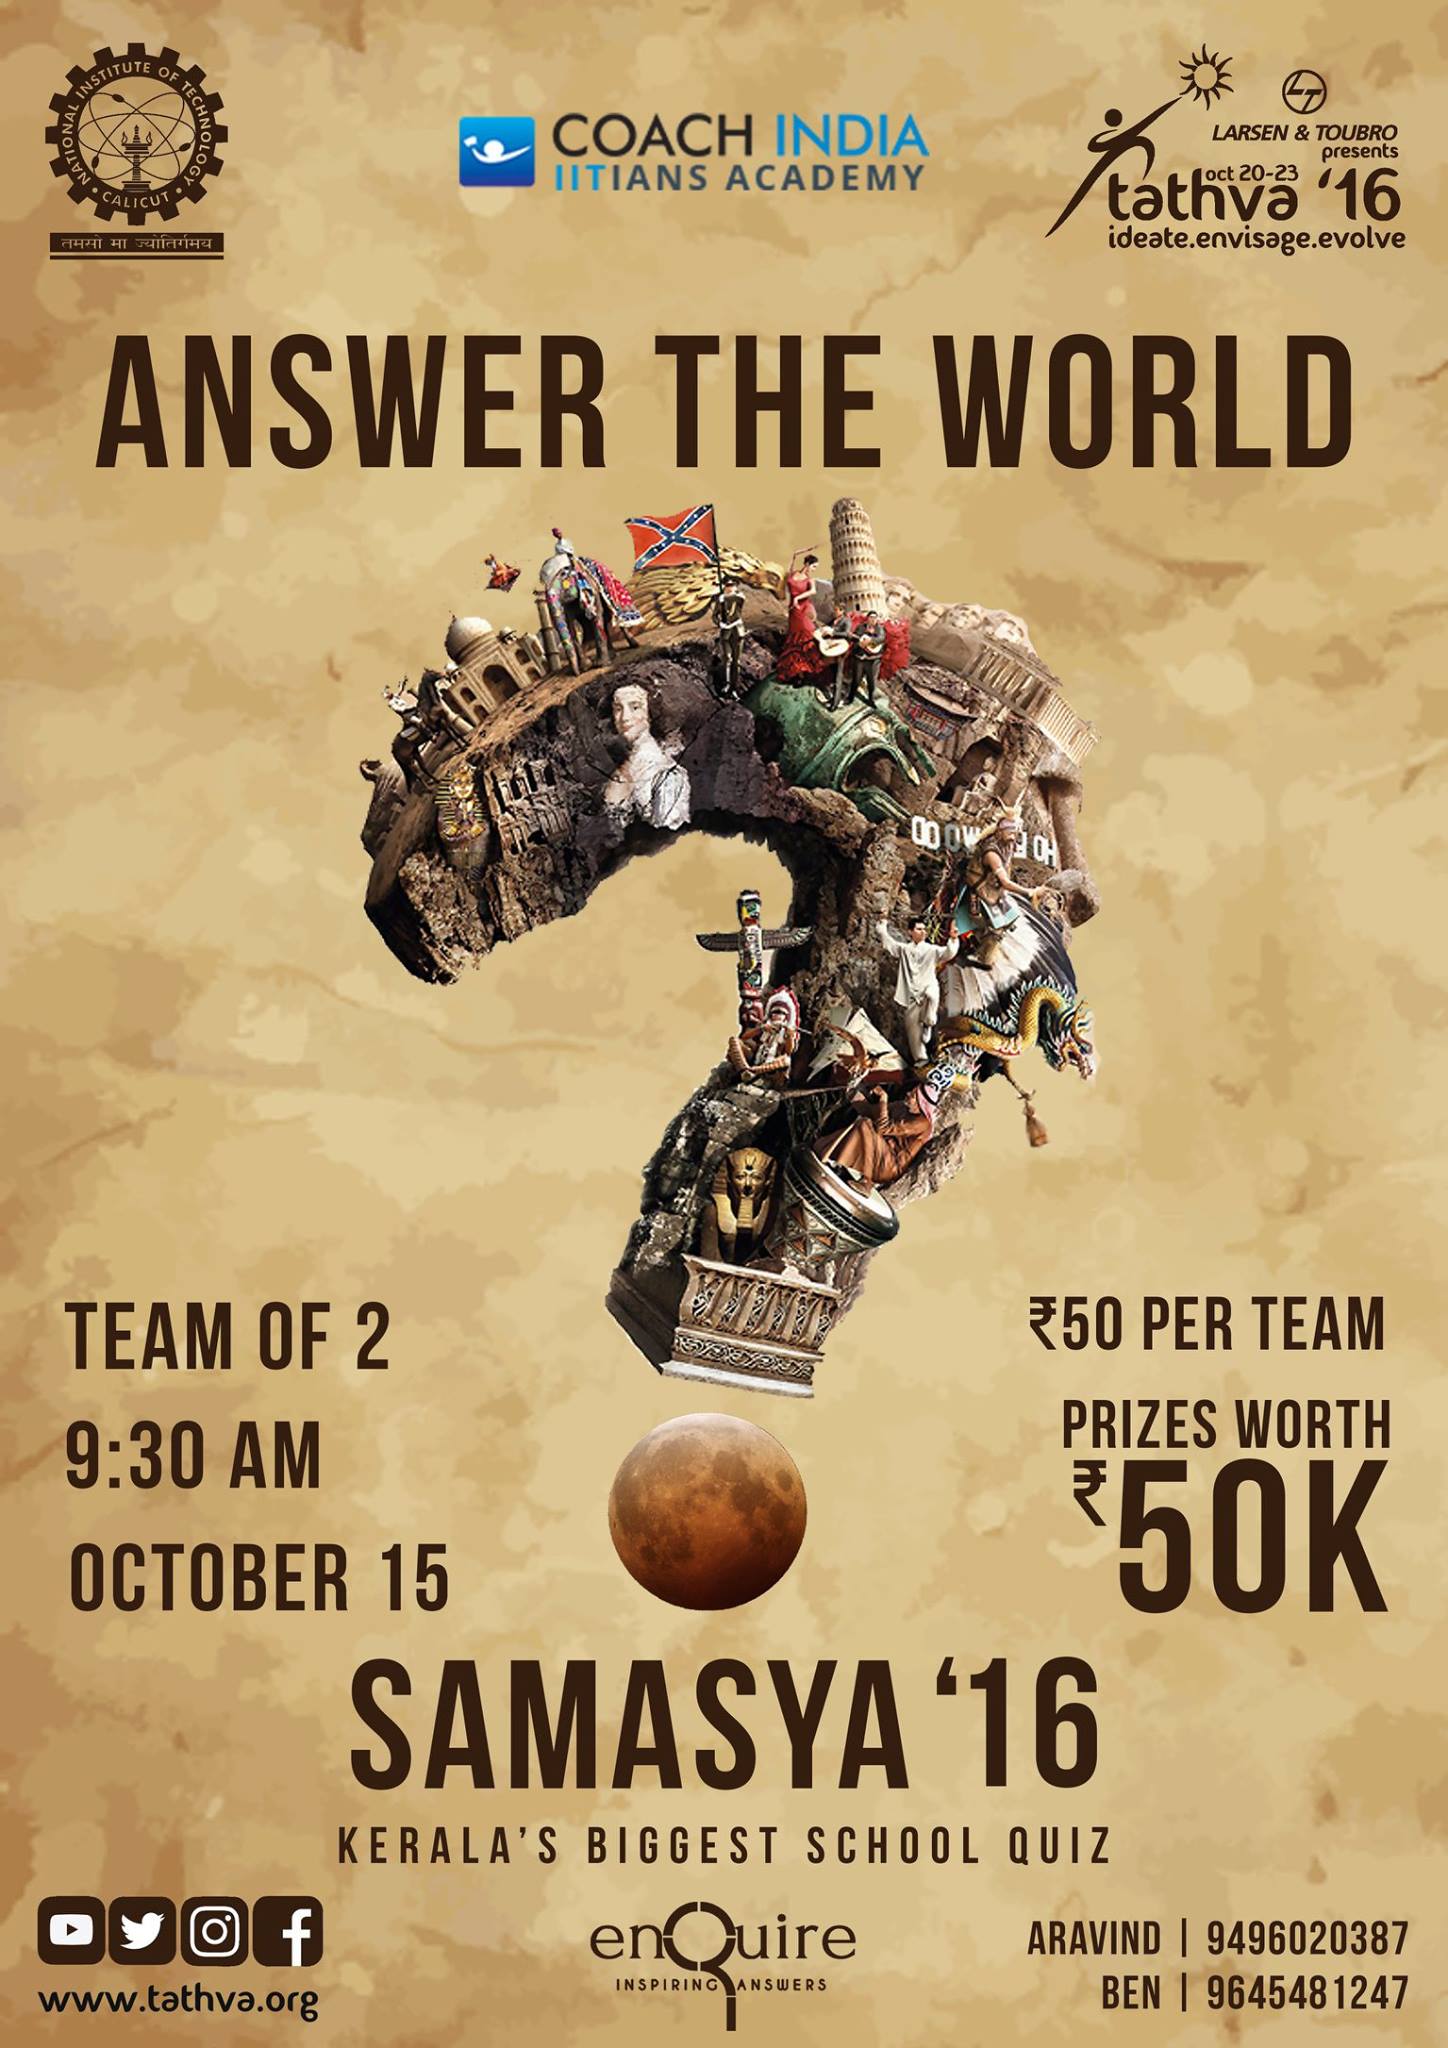 NATIONAL INSTITUTE OF TECHNOLOGY
CALICUT
तमसो मा ज्योतिर्गमय
COACH INDIA
IITIANS ACADEMY
LARSEN & TOUBRO
presents
oct 20-23
tathva '16
ideate.envisage.evolve
ANSWER THE WORLD
TEAM OF 2
9:30 AM
OCTOBER 15
₹50 PER TEAM
PRIZES WORTH
₹50K
SAMASYA '16
KERALA'S BIGGEST SCHOOL QUIZ
www.tathva.org
enQuire
INSPIRING ANSWERS
ARAVIND | 9496020387
BEN | 9645481247